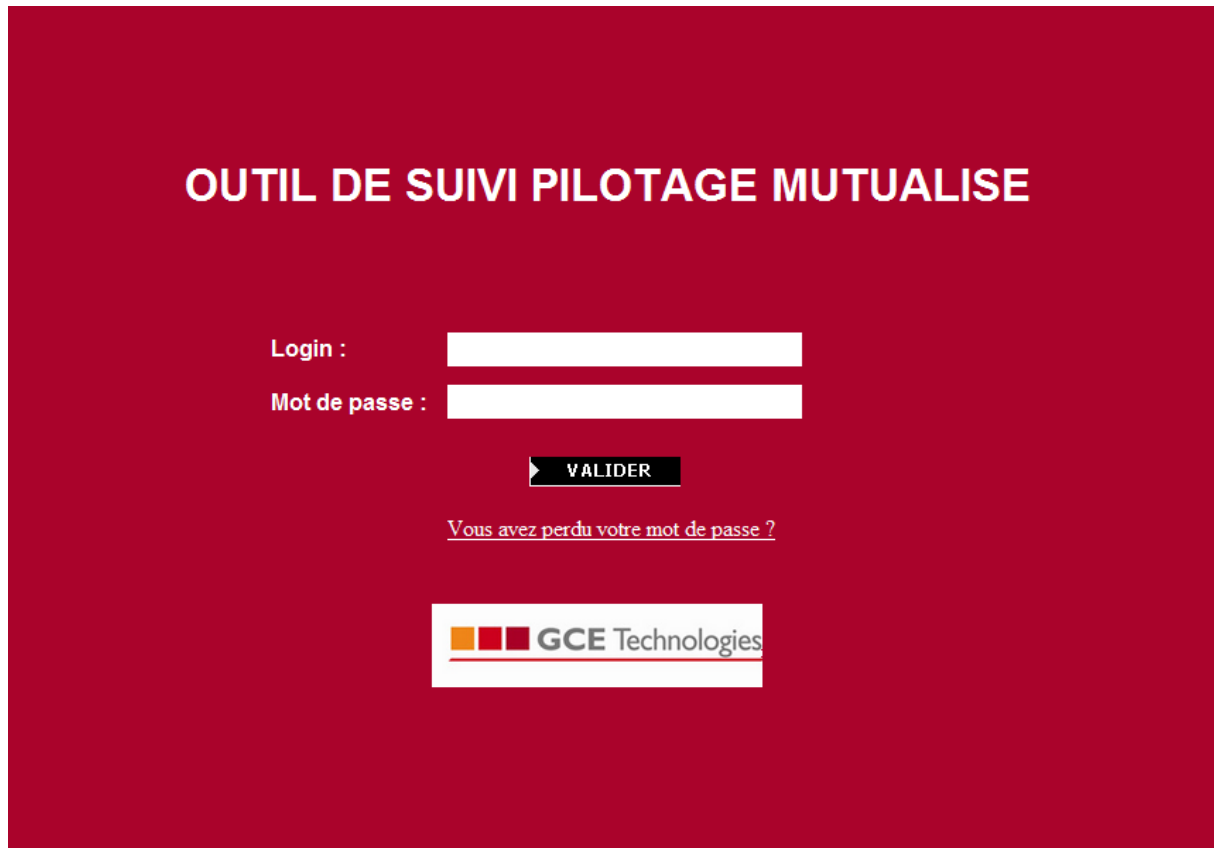 OUTIL DE SUIVI PILOTAGE MUTUALISE
Login :
Mot de passe :
VALIDER
Vous avez perdu votre mot de passe ?
GCE Technologies